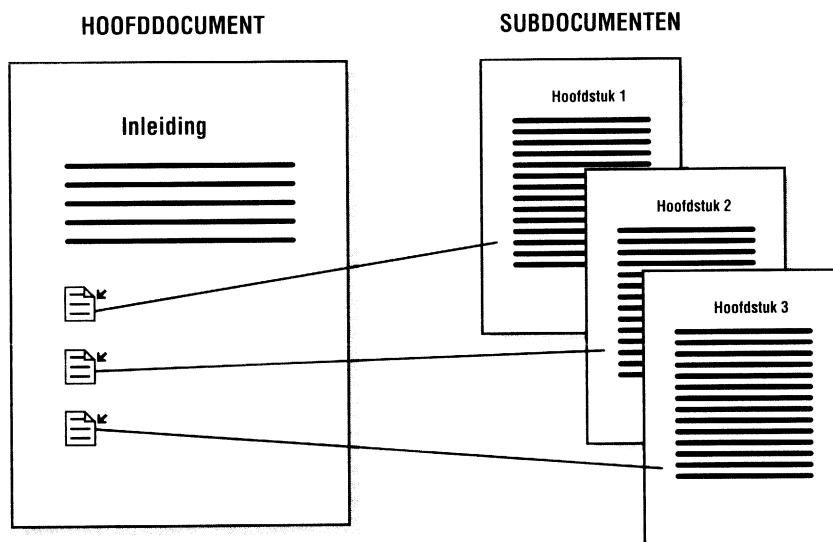 HOOFDDOCUMENT
Inleiding
SUBDOCUMENTEN
Hoofdstuk 1
Hoofdstuk 2
Hoofdstuk 3